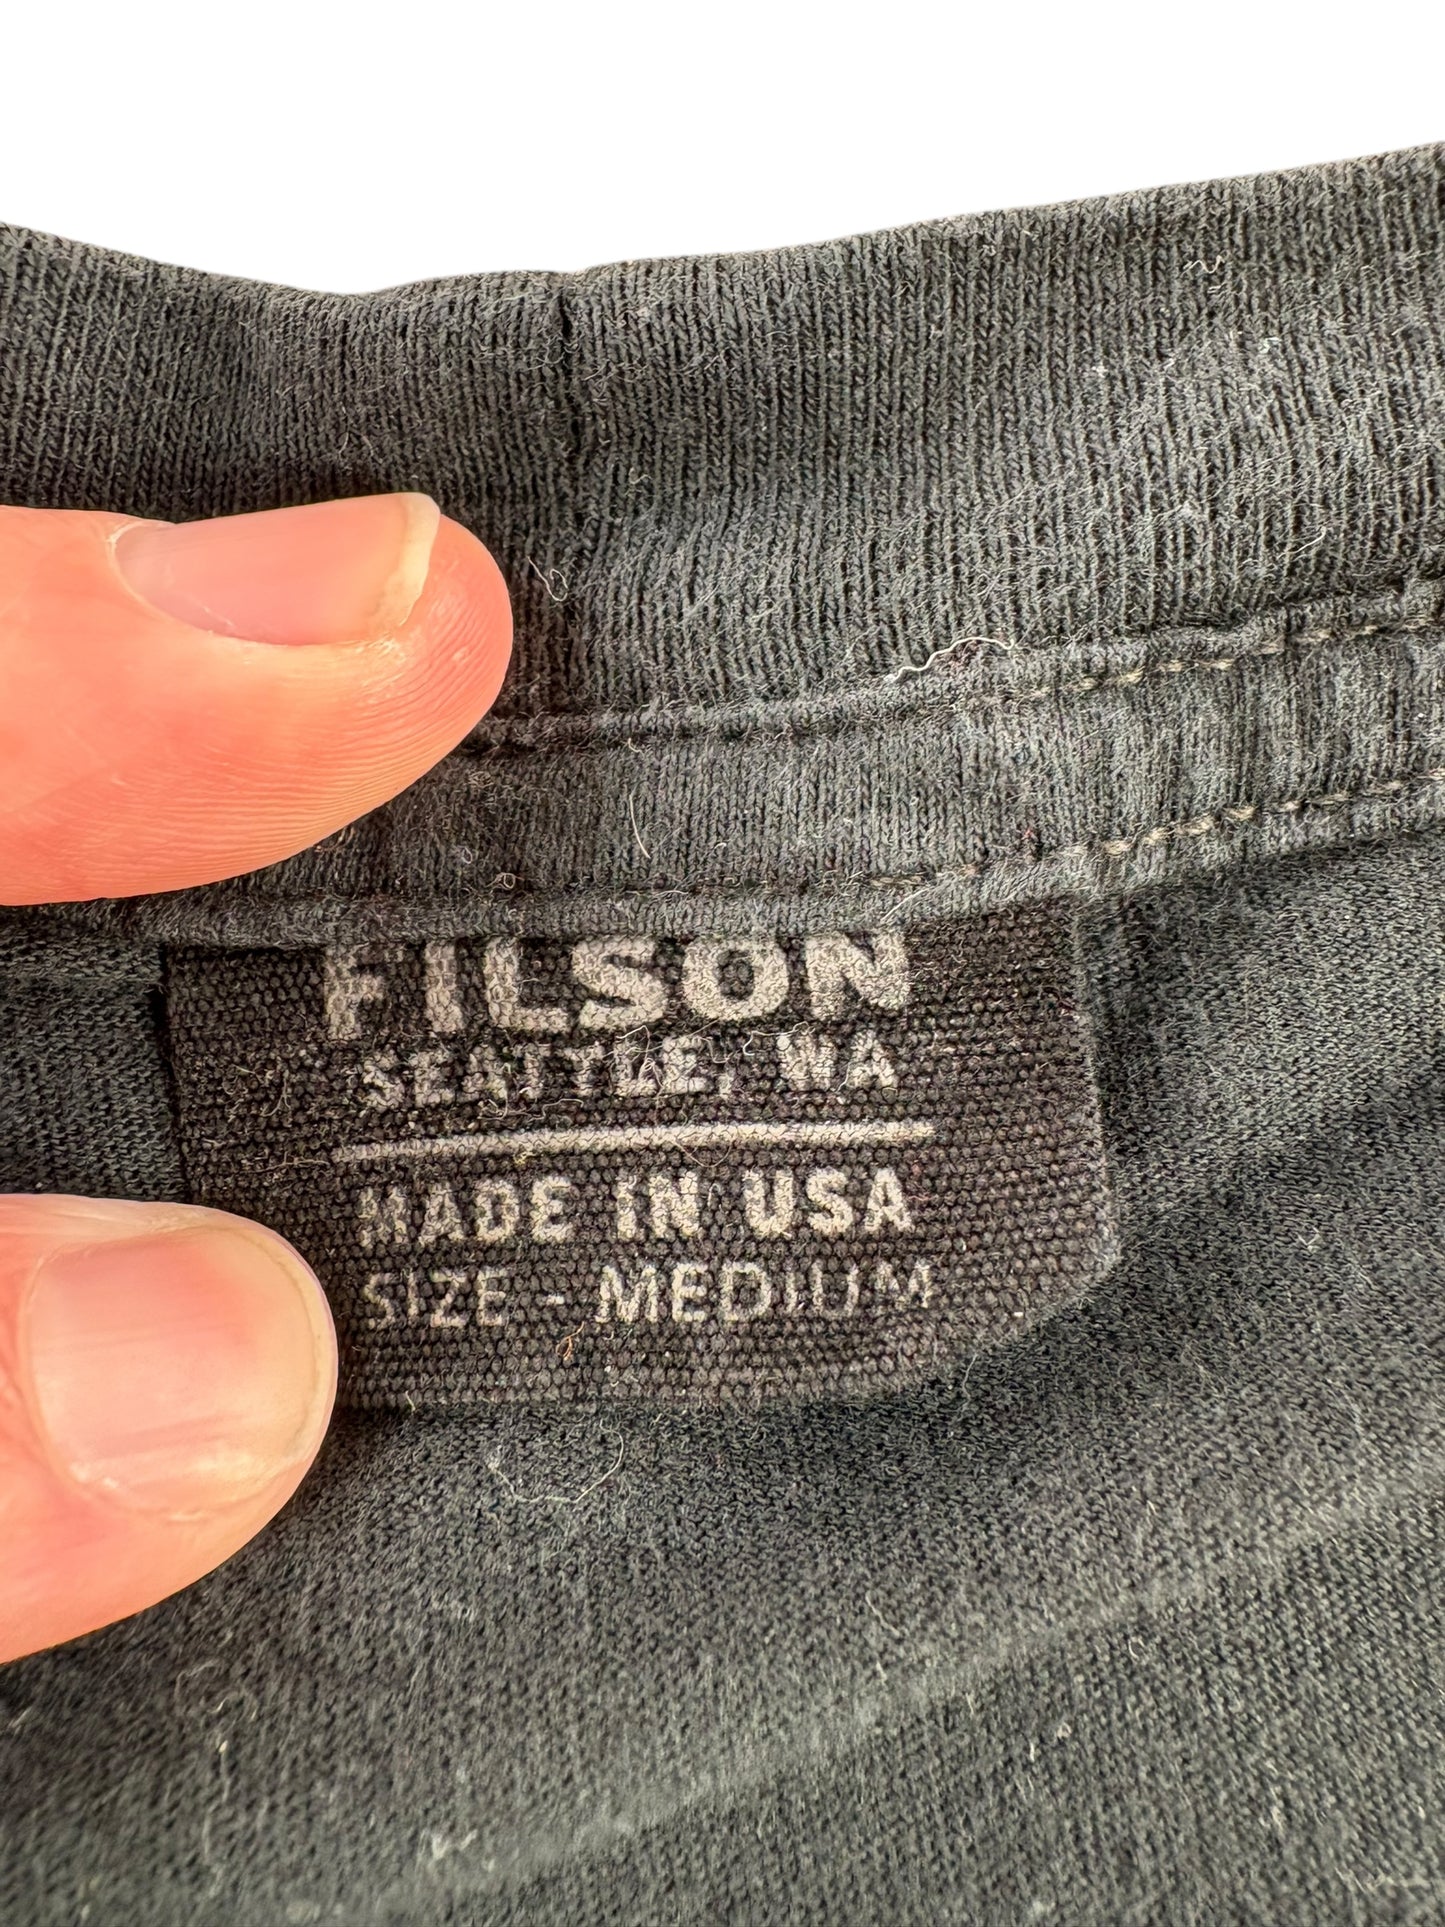 FILSON
SEATTLE, WA
MADE IN USA
SIZE - MEDIUM